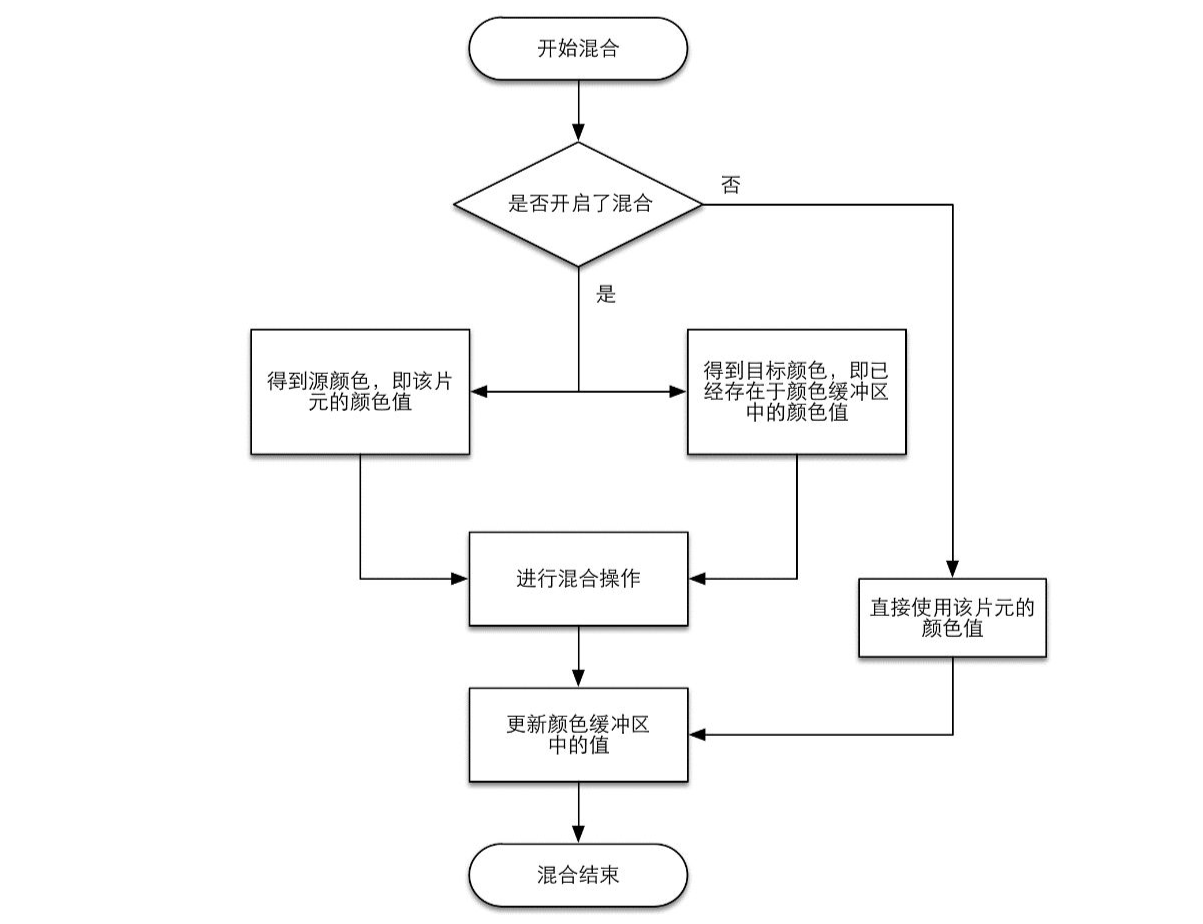 开始混合
是否开启了混合
否
是
得到源颜色，即该片
元的颜色值
得到目标颜色，即已
经存在于颜色缓冲区
中的颜色值
进行混合操作
直接使用该片元的
颜色值
更新颜色缓冲区
中的值
混合结束